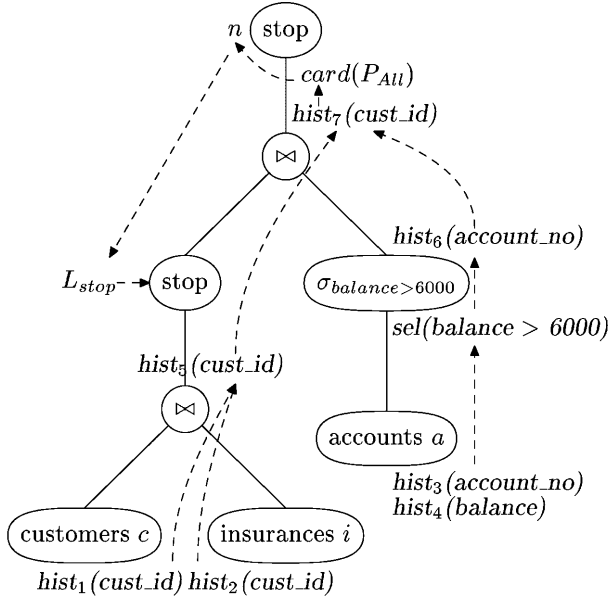 n stop
card(P_All)
hist_7(cust_id)
⋈
hist_6(account_no)
L_stop stop σ_balance>6000
sel(balance > 6000)
hist_5(cust_id)
⋈
accounts a
hist_3(account_no)
hist_4(balance)
customers c insurances i
hist_1(cust_id) hist_2(cust_id)